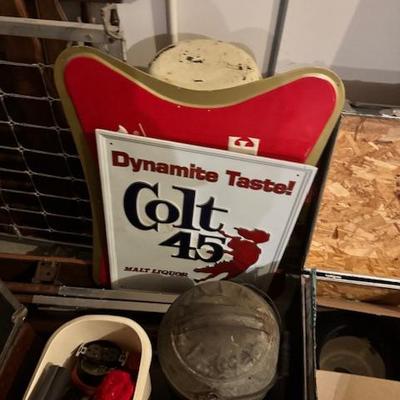 Dynamite Taste!
Colt
45
MALT LIQUOR